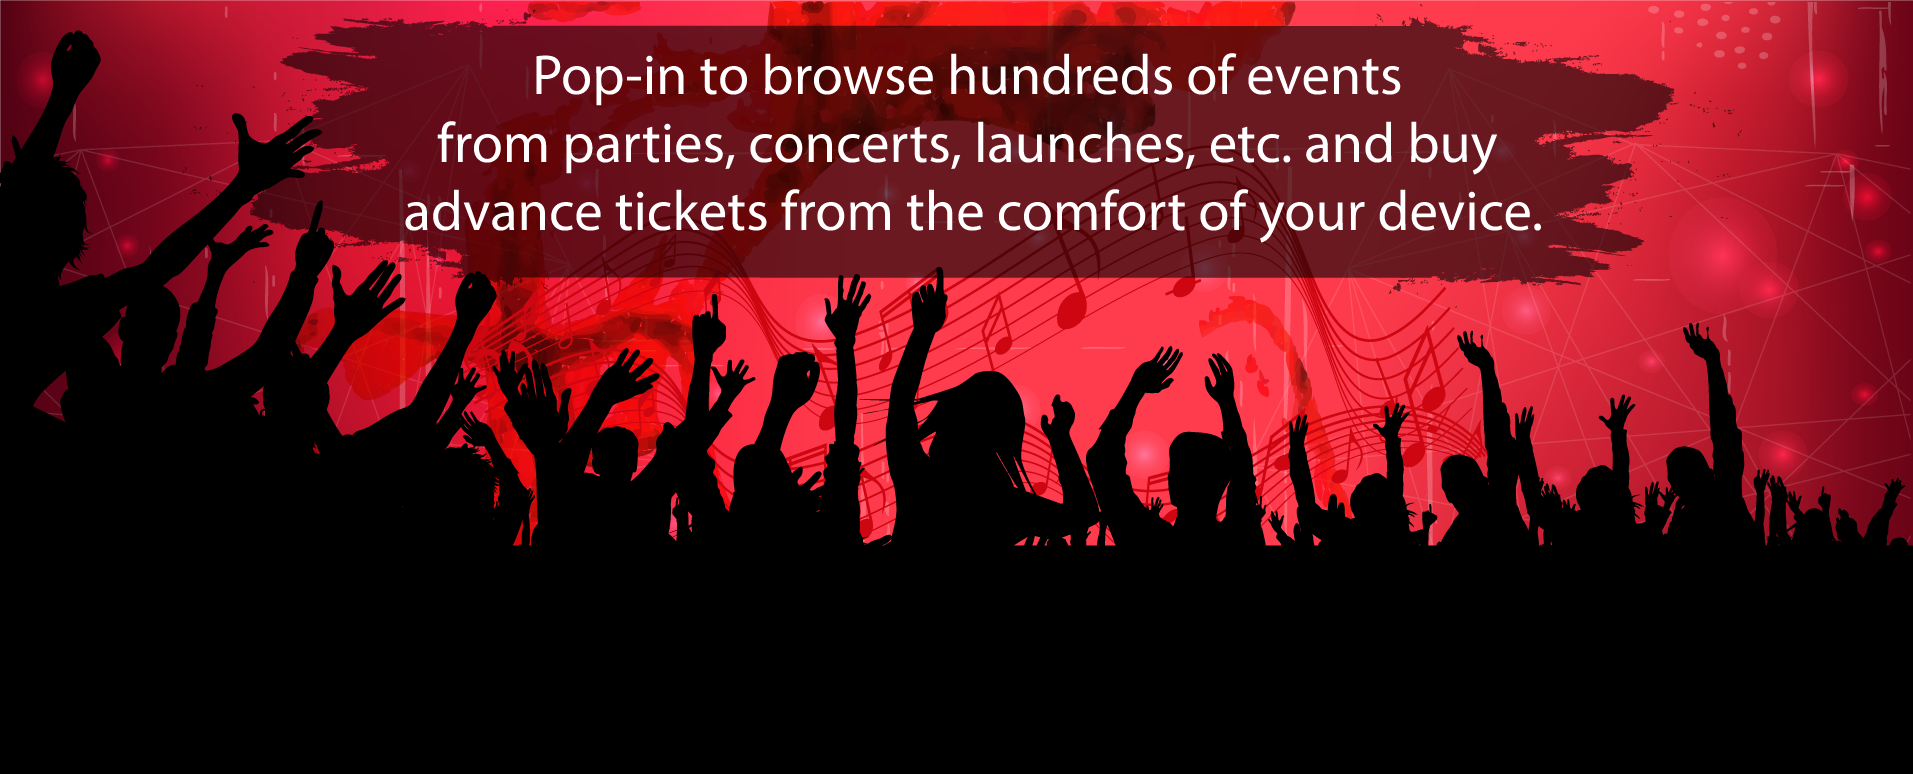 Pop-in to browse hundreds of events
from parties, concerts, launches, etc. and buy
advance tickets from the comfort of your device.